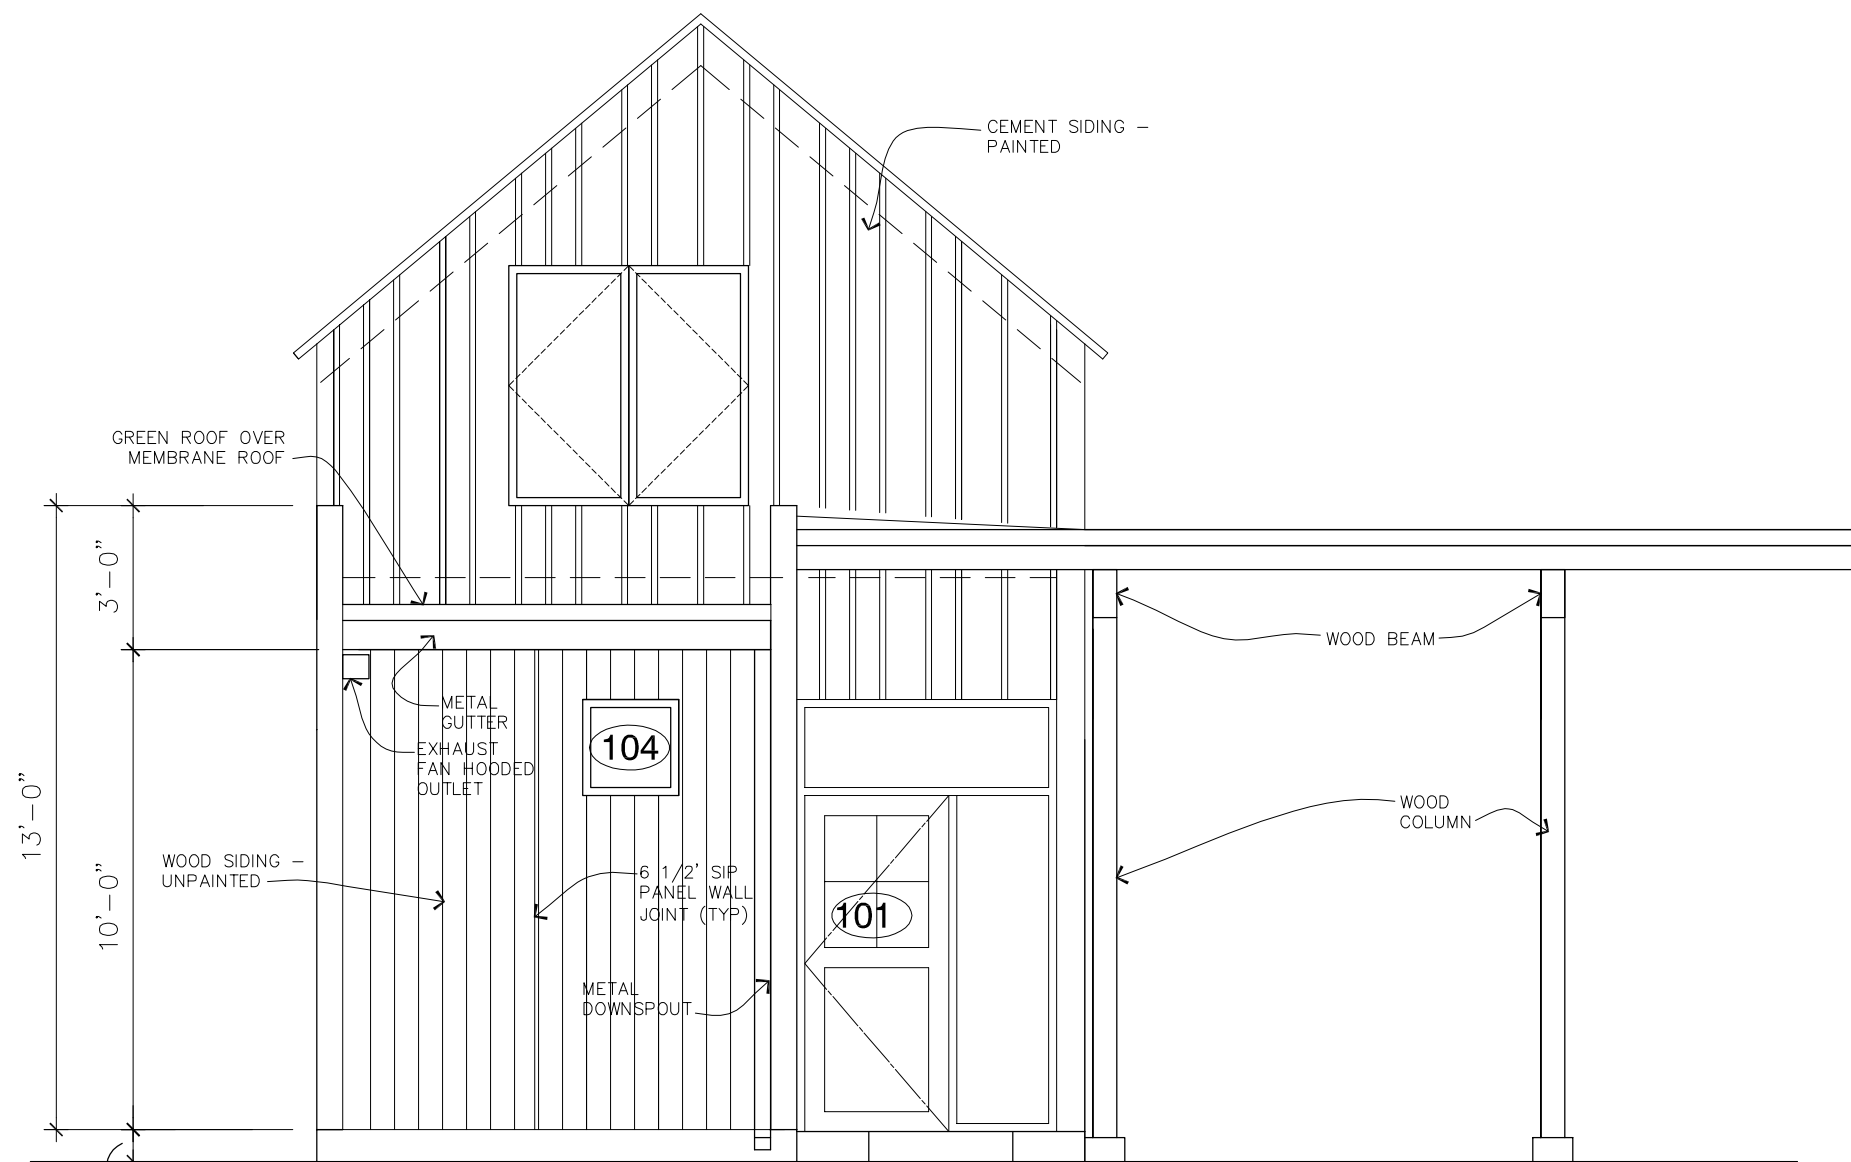 CEMENT SIDING –
PAINTED
GREEN ROOF OVER
MEMBRANE ROOF
3'-0"
WOOD BEAM
METAL
GUTTER
104
EXHAUST
FAN HOODED
OUTLET
13'-0"
WOOD
COLUMN
WOOD SIDING –
UNPAINTED
6 1/2' SIP
PANEL WALL
JOINT (TYP)
10'-0"
101
METAL
DOWNSPOUT